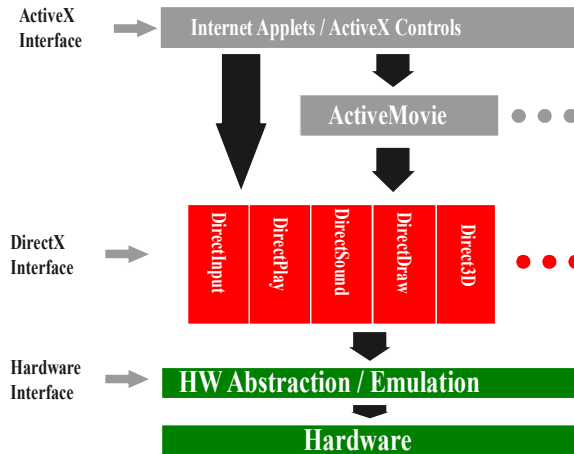 ActiveX
Interface
Internet Applets / ActiveX Controls
ActiveMovie
DirectX
Interface
DirectInput
DirectPlay
DirectSound
DirectDraw
Direct3D
Hardware
Interface
HW Abstraction / Emulation
Hardware